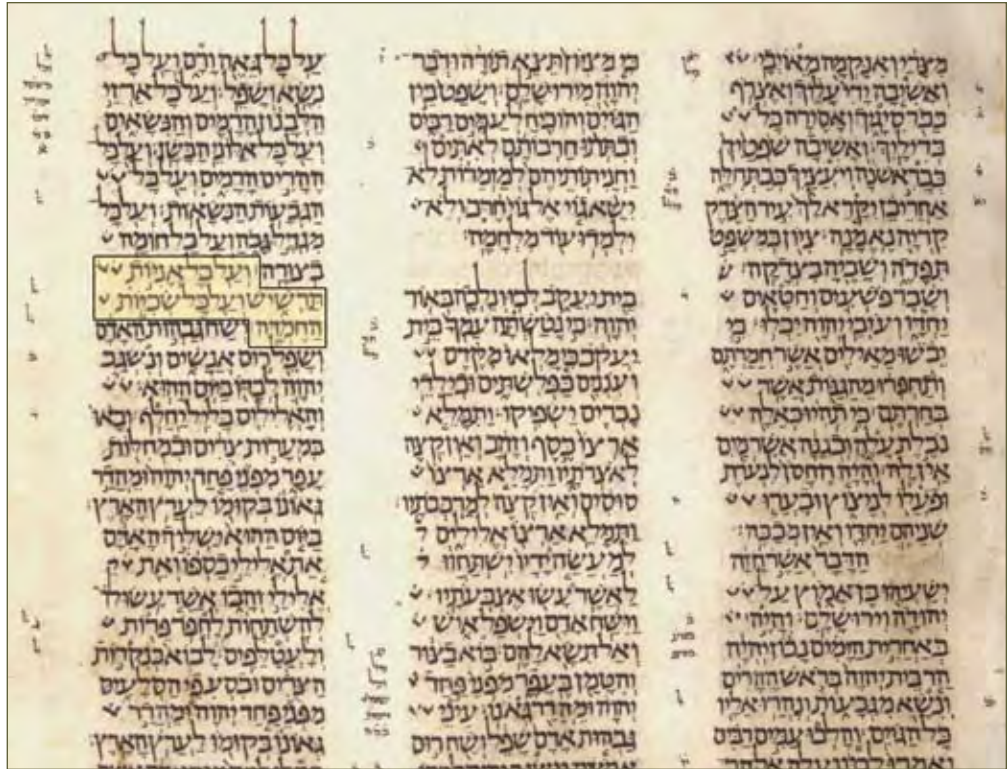 מצרי ואנקמה מאויבי
ואשיבה ידי עליך ואצרף
כבר סיגיך ואסירה כל
בדיליך ואשיבה שפטיך
כבראשנה ויעציך כבתחלה
אחרי כן יקרא לך עיר הצדק
קריה נאמנה ציון במשפט
תפדה ושביה בצדקה
ושבר פשעים וחטאים
יחדו ועזבי יהוה יכלו כי
יבשו מאילים אשר חמדתם
ותחפרו מהגנות אשר
בחרתם כי תהיו כאלה
נבלת עלה וכגנה אשר מים
אין לה והיה החסן לנערת
ופעלו לניצוץ ובערו
שניהם יחדו ואין מכבה
הדבר אשר חזה
ישעיהו בן אמוץ על
יהודה וירושלם והיה
באחרית הימים נכון יהיה
הר בית יהוה בראש ההרים
ונשא מגבעות ונהרו אליו
כל הגוים והלכו עמים רבים
ואמרו לכו ונעלה אל הר
כי מציון תצא תורה ודבר
יהוה מירושלם ושפט בין
הגוים והוכיח לעמים רבים
וכתתו חרבותם לאתים
וחניתותיהם למזמרות לא
ישא גוי אל גוי חרב ולא
ילמדו עוד מלחמה
בית יעקב לכו ונלכה באור
יהוה כי נטשתה עמך בית
יעקב כי מלאו מקדם
ועננים כפלשתים ובילדי
נכרים ישפיקו ותמלא
ארצו כסף וזהב ואין קצה
לאצרתיו ותמלא ארצו
סוסים ואין קצה למרכבתיו
ותמלא ארצו אלילים
למעשה ידיו ישתחוו
לאשר עשו אצבעתיו
וישח אדם וישפל איש
ואל תשא להם בוא בצור
והטמן בעפר מפני פחד
יהוה ומהדר גאנו עיני
גבהות אדם שפל ושח רום
על כל גאה ורם ועל כל
נשא ושפל ועל כל ארזי
הלבנון הרמים והנשאים
ועל כל אלוני הבשן ועל כל
ההרים הרמים ועל כל
הגבעות הנשאות ועל כל
מגדל גבה ועל כל חומה
בצורה ועל כל אניות
תרשיש ועל כל שכיות
החמדה ושח גבהות האדם
ושפל רום אנשים ונשגב
יהוה לבדו ביום ההוא
והאלילים כליל יחלף ובאו
במערות צרים ובמחלות
עפר מפני פחד יהוה ומהדר
גאונו בקומו לערץ הארץ
ביום ההוא ישליך האדם
את אלילי כספו ואת
אלילי זהבו אשר עשו לו
להשתחות לחפר פרות
ולעטלפים לבוא בנקרות
הצרים ובסעפי הסלעים
מפני פחד יהוה ומהדר
גאונו בקומו לערץ הארץ